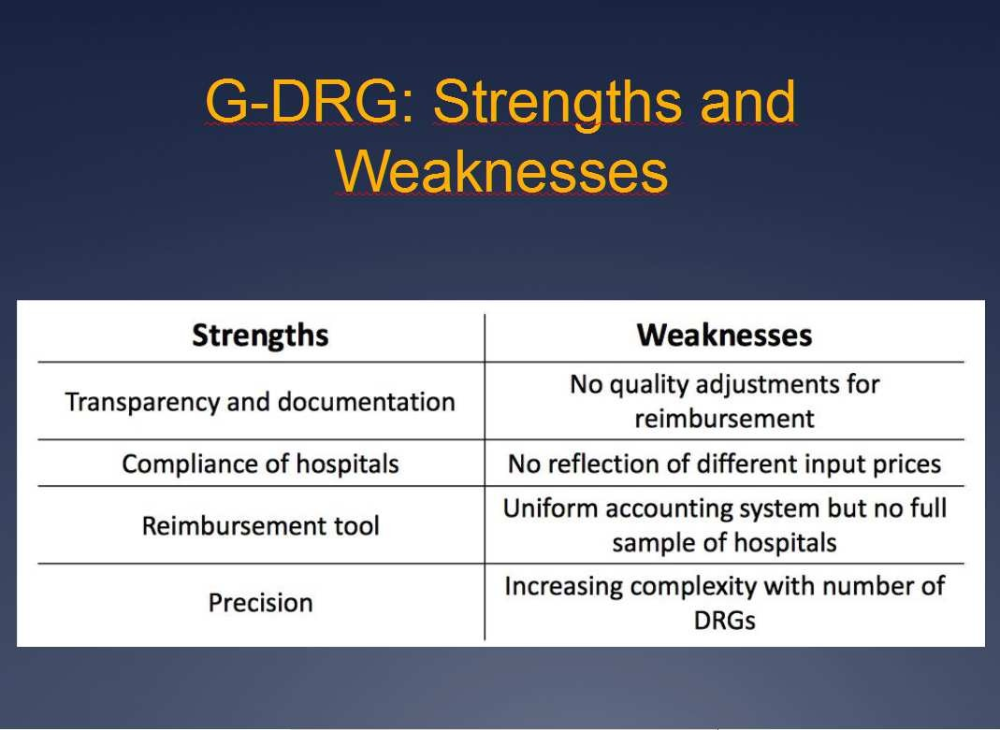 G-DRG: Strengths and
Weaknesses
Strengths
Weaknesses
Transparency and documentation
No quality adjustments for
reimbursement
Compliance of hospitals
No reflection of different input prices
Reimbursement tool
Uniform accounting system but no full
sample of hospitals
Precision
Increasing complexity with number of
DRGs